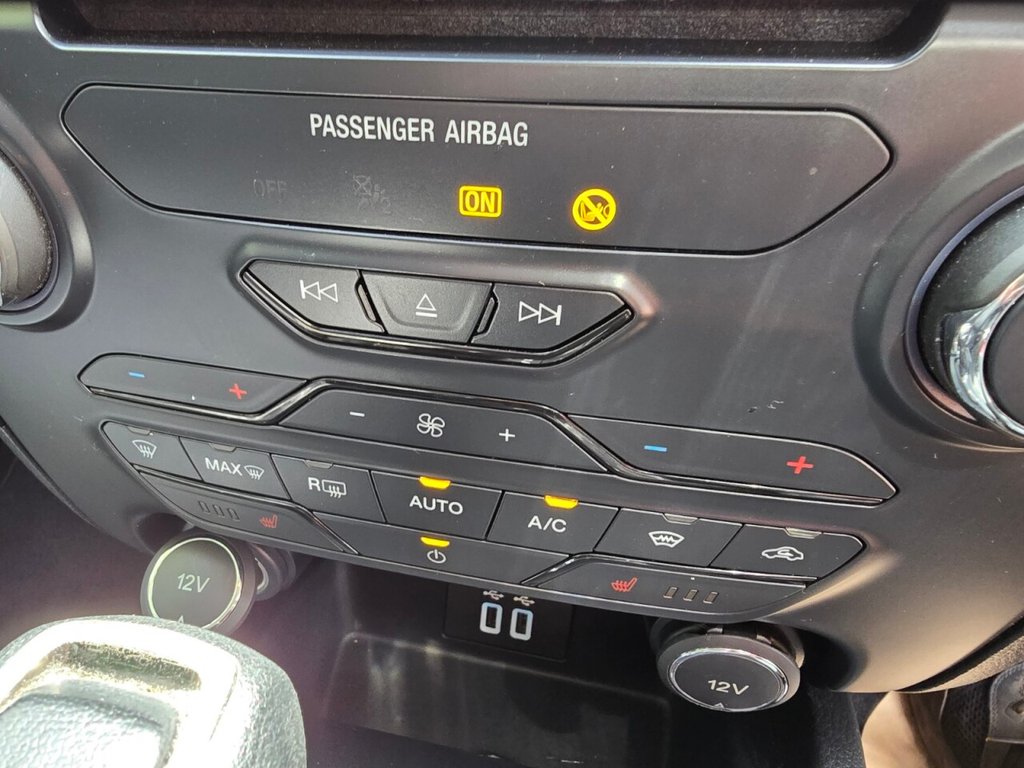 PASSENGER AIRBAG
OFF
ON
MAX
R
AUTO
A/C
12V
12V